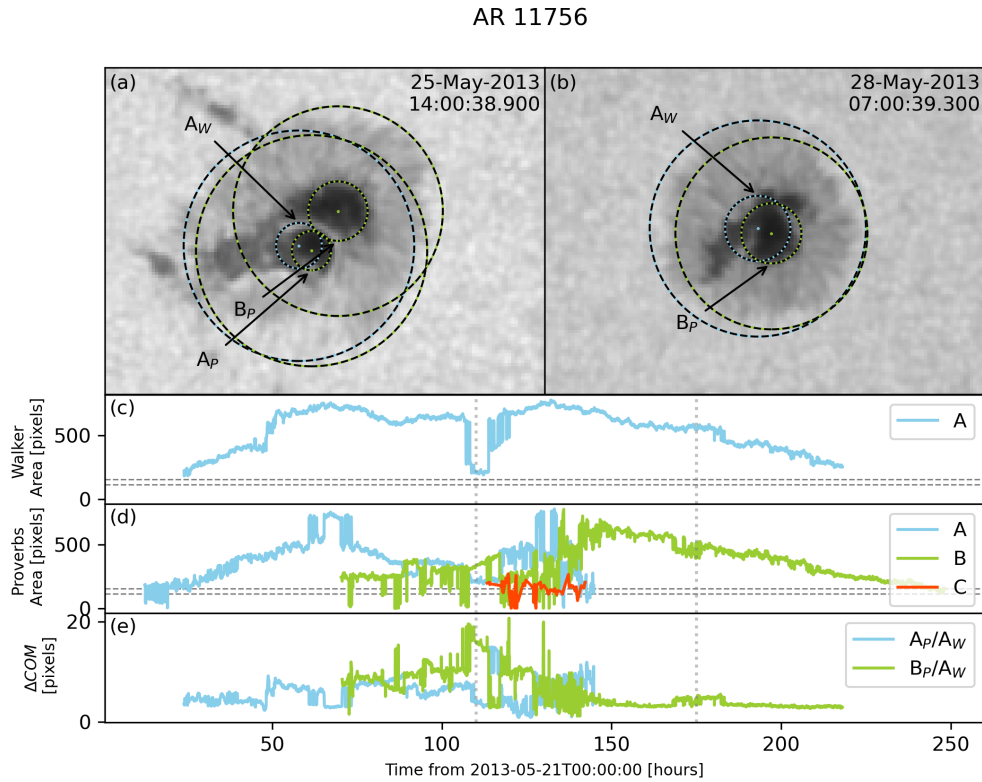 AR 11756
(a)
25-May-2013
14:00:38.900
A_W
B_P
A_P
(b)
28-May-2013
07:00:39.300
A_W
B_P
(c)
A
Walker
Area [pixels]
500
0
(d)
A
B
C
Proverbs
Area [pixels]
500
0
(e)
A_P/A_W
B_P/A_W
ΔCOM
[pixels]
20
0
50 100 150 200 250
Time from 2013-05-21T00:00:00 [hours]